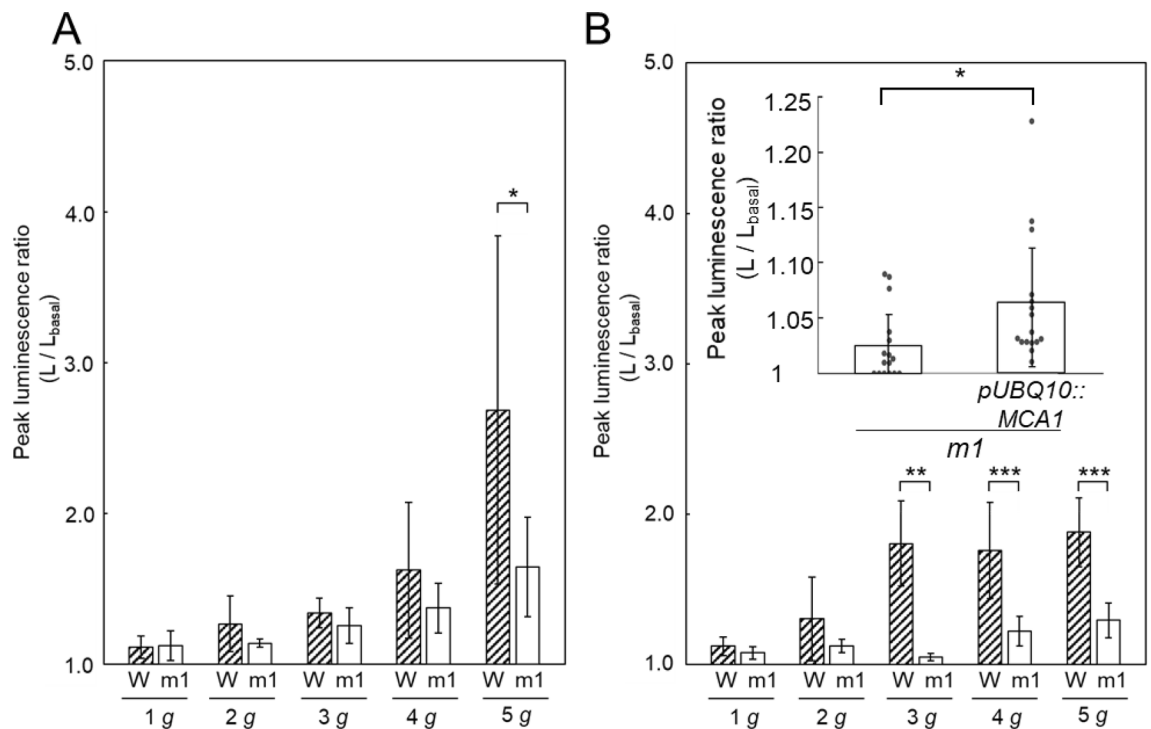 A
Peak luminescence ratio
(L / Lbasal)
5.0
4.0
3.0
2.0
1.0
*
W m1 W m1 W m1 W m1 W m1
1 g 2 g 3 g 4 g 5 g
B
Peak luminescence ratio
(L / Lbasal)
5.0
4.0
3.0
2.0
1.0
Peak luminescence ratio
(L / Lbasal)
1.25
1.20
1.15
1.10
1.05
1
*
pUBQ10::
MCA1
m1
** *** ***
W m1 W m1 W m1 W m1 W m1
1 g 2 g 3 g 4 g 5 g